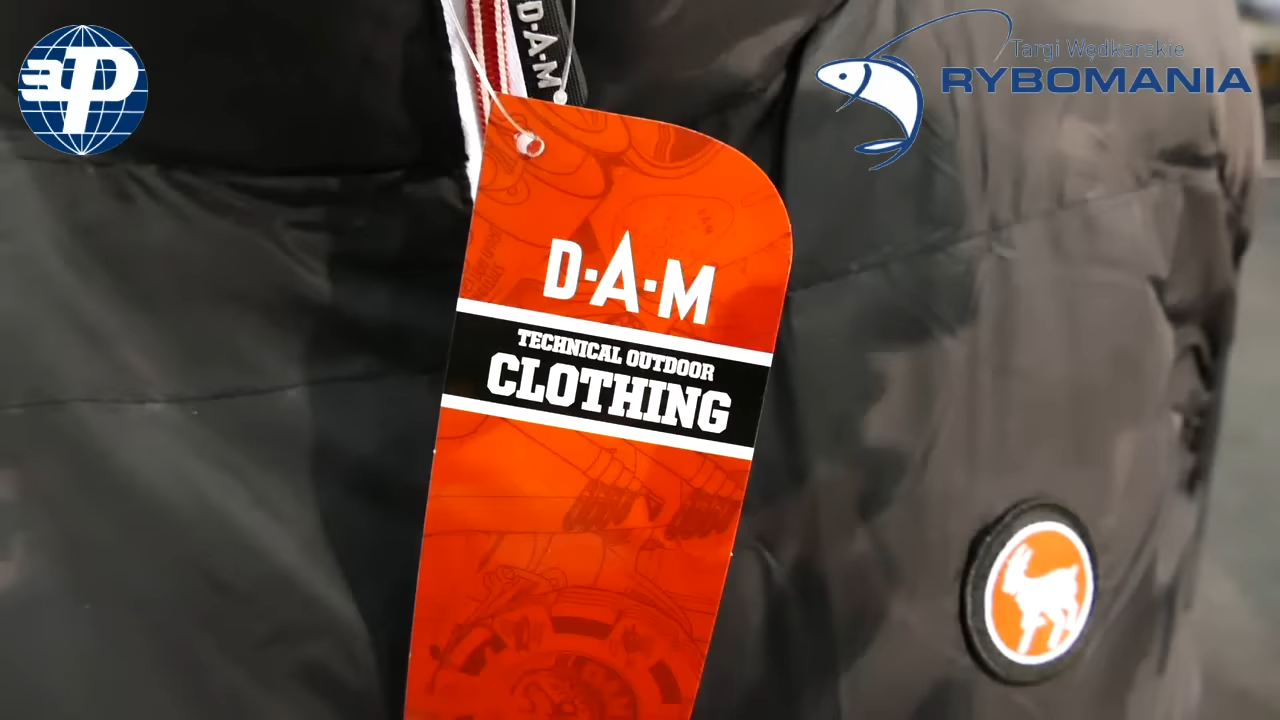 D·A·M
Targi Wędkarskie
RYBOMANIA
D·A·M
TECHNICAL OUTDOOR
CLOTHING